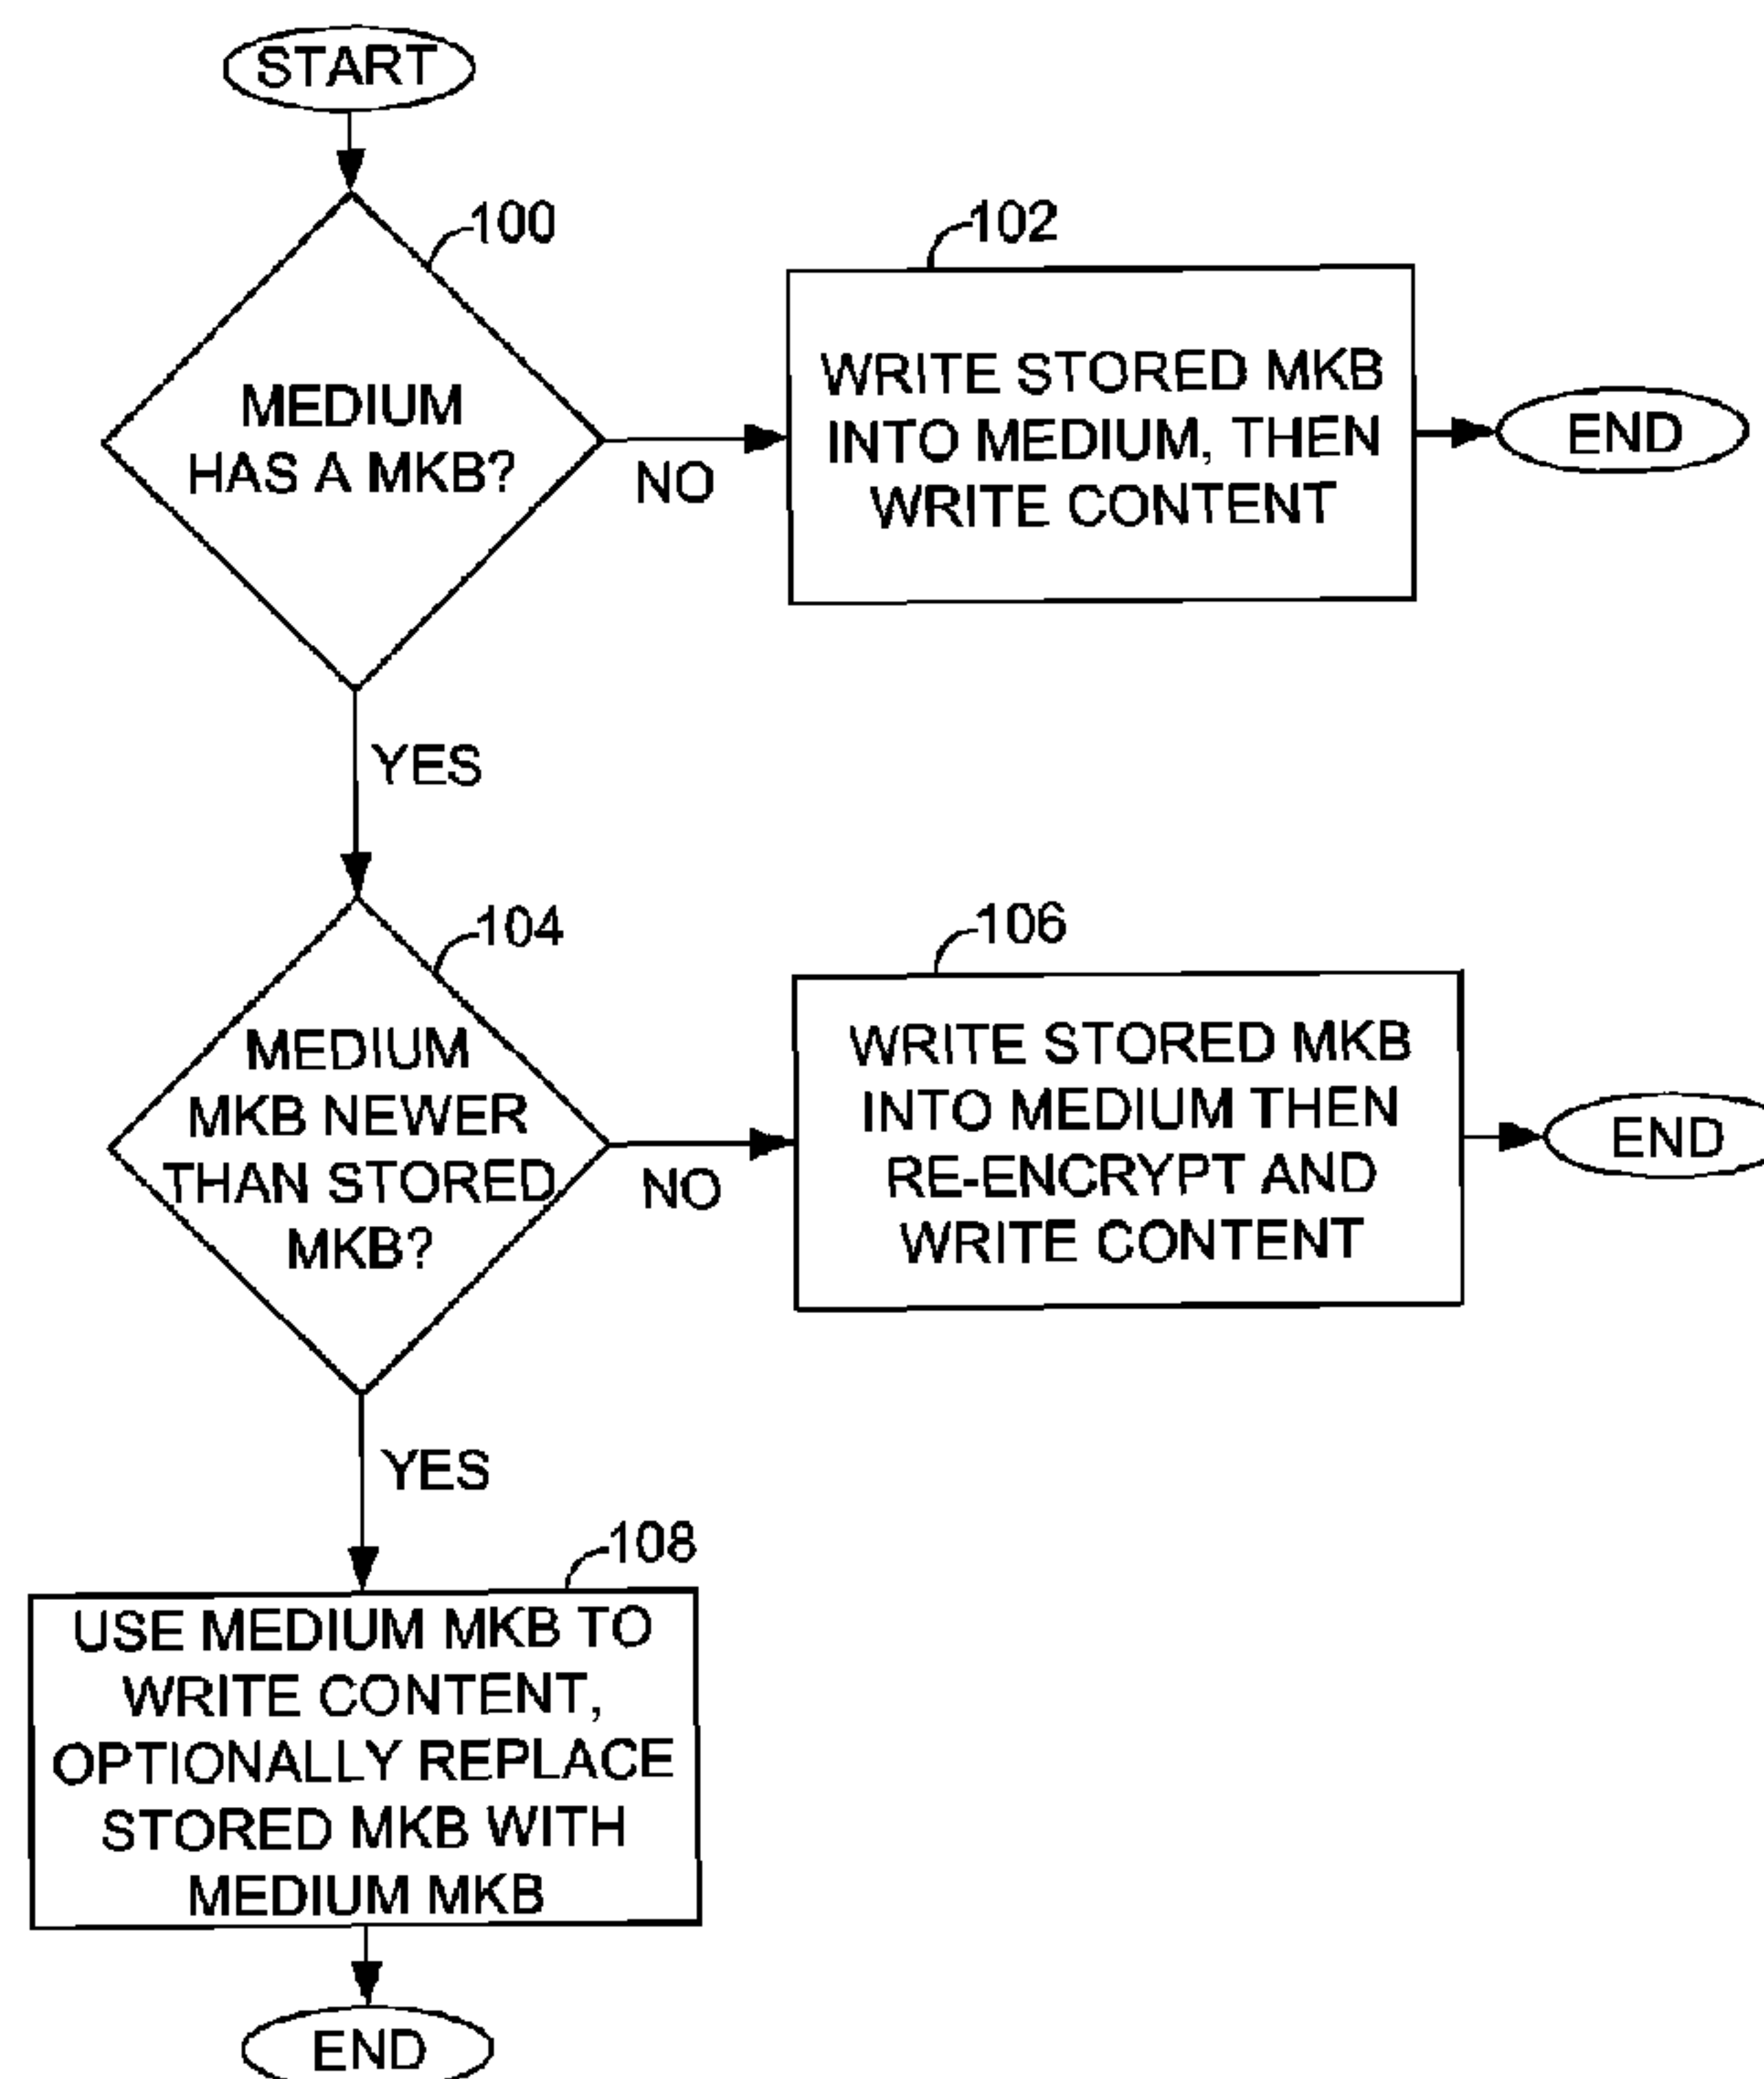 START
100
MEDIUM
HAS A MKB?
NO
102
WRITE STORED MKB
INTO MEDIUM, THEN
WRITE CONTENT
END
YES
104
MEDIUM
MKB NEWER
THAN STORED
MKB?
NO
106
WRITE STORED MKB
INTO MEDIUM THEN
RE-ENCRYPT AND
WRITE CONTENT
END
YES
108
USE MEDIUM MKB TO
WRITE CONTENT,
OPTIONALLY REPLACE
STORED MKB WITH
MEDIUM MKB
END